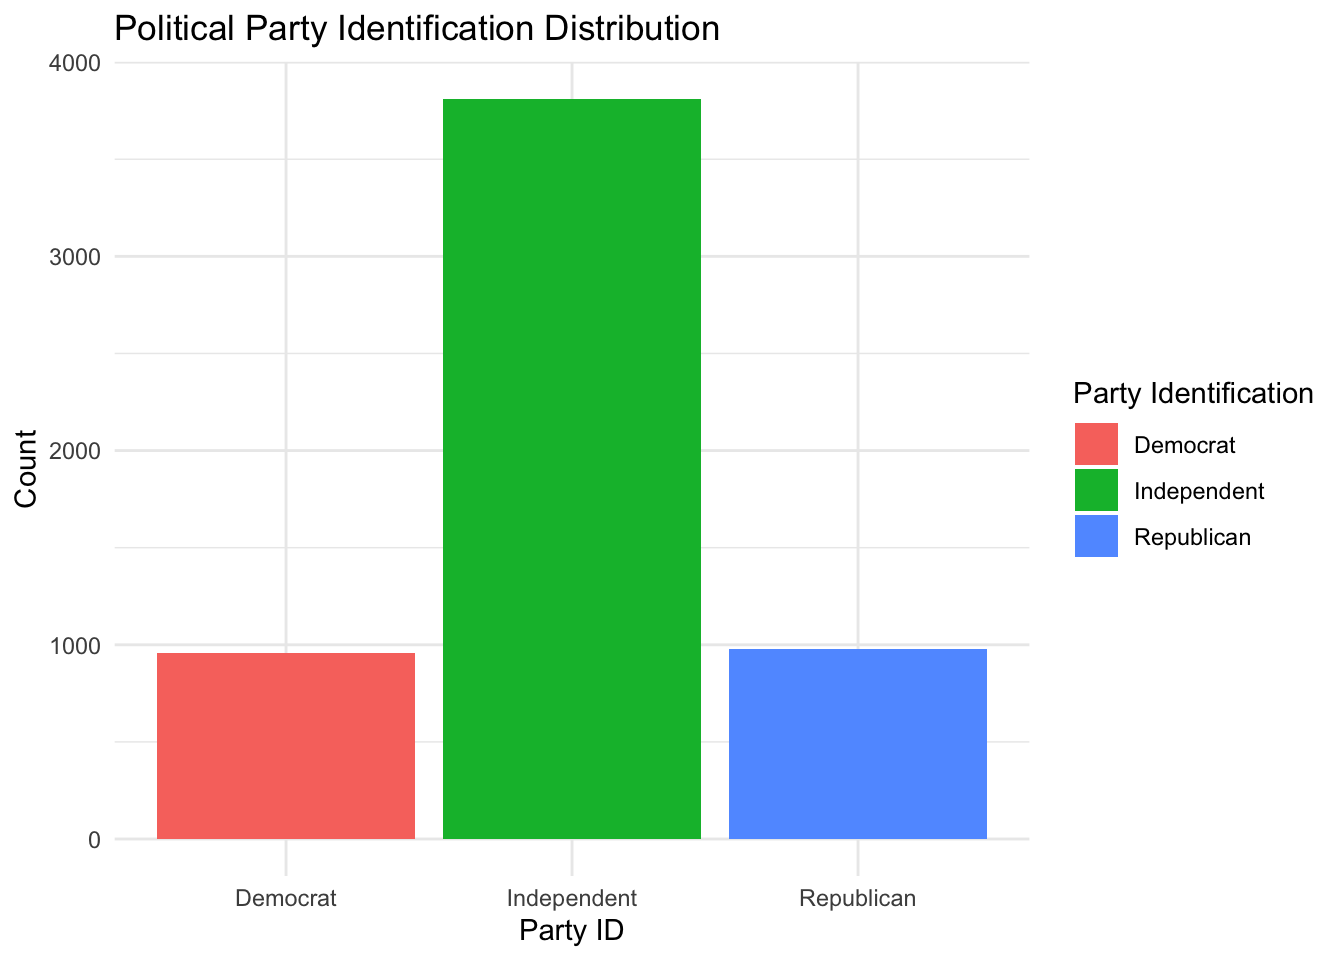 Political Party Identification Distribution
4000
3000
2000
1000
0
Count
Democrat
Independent
Republican
Party ID
Party Identification
Democrat
Independent
Republican